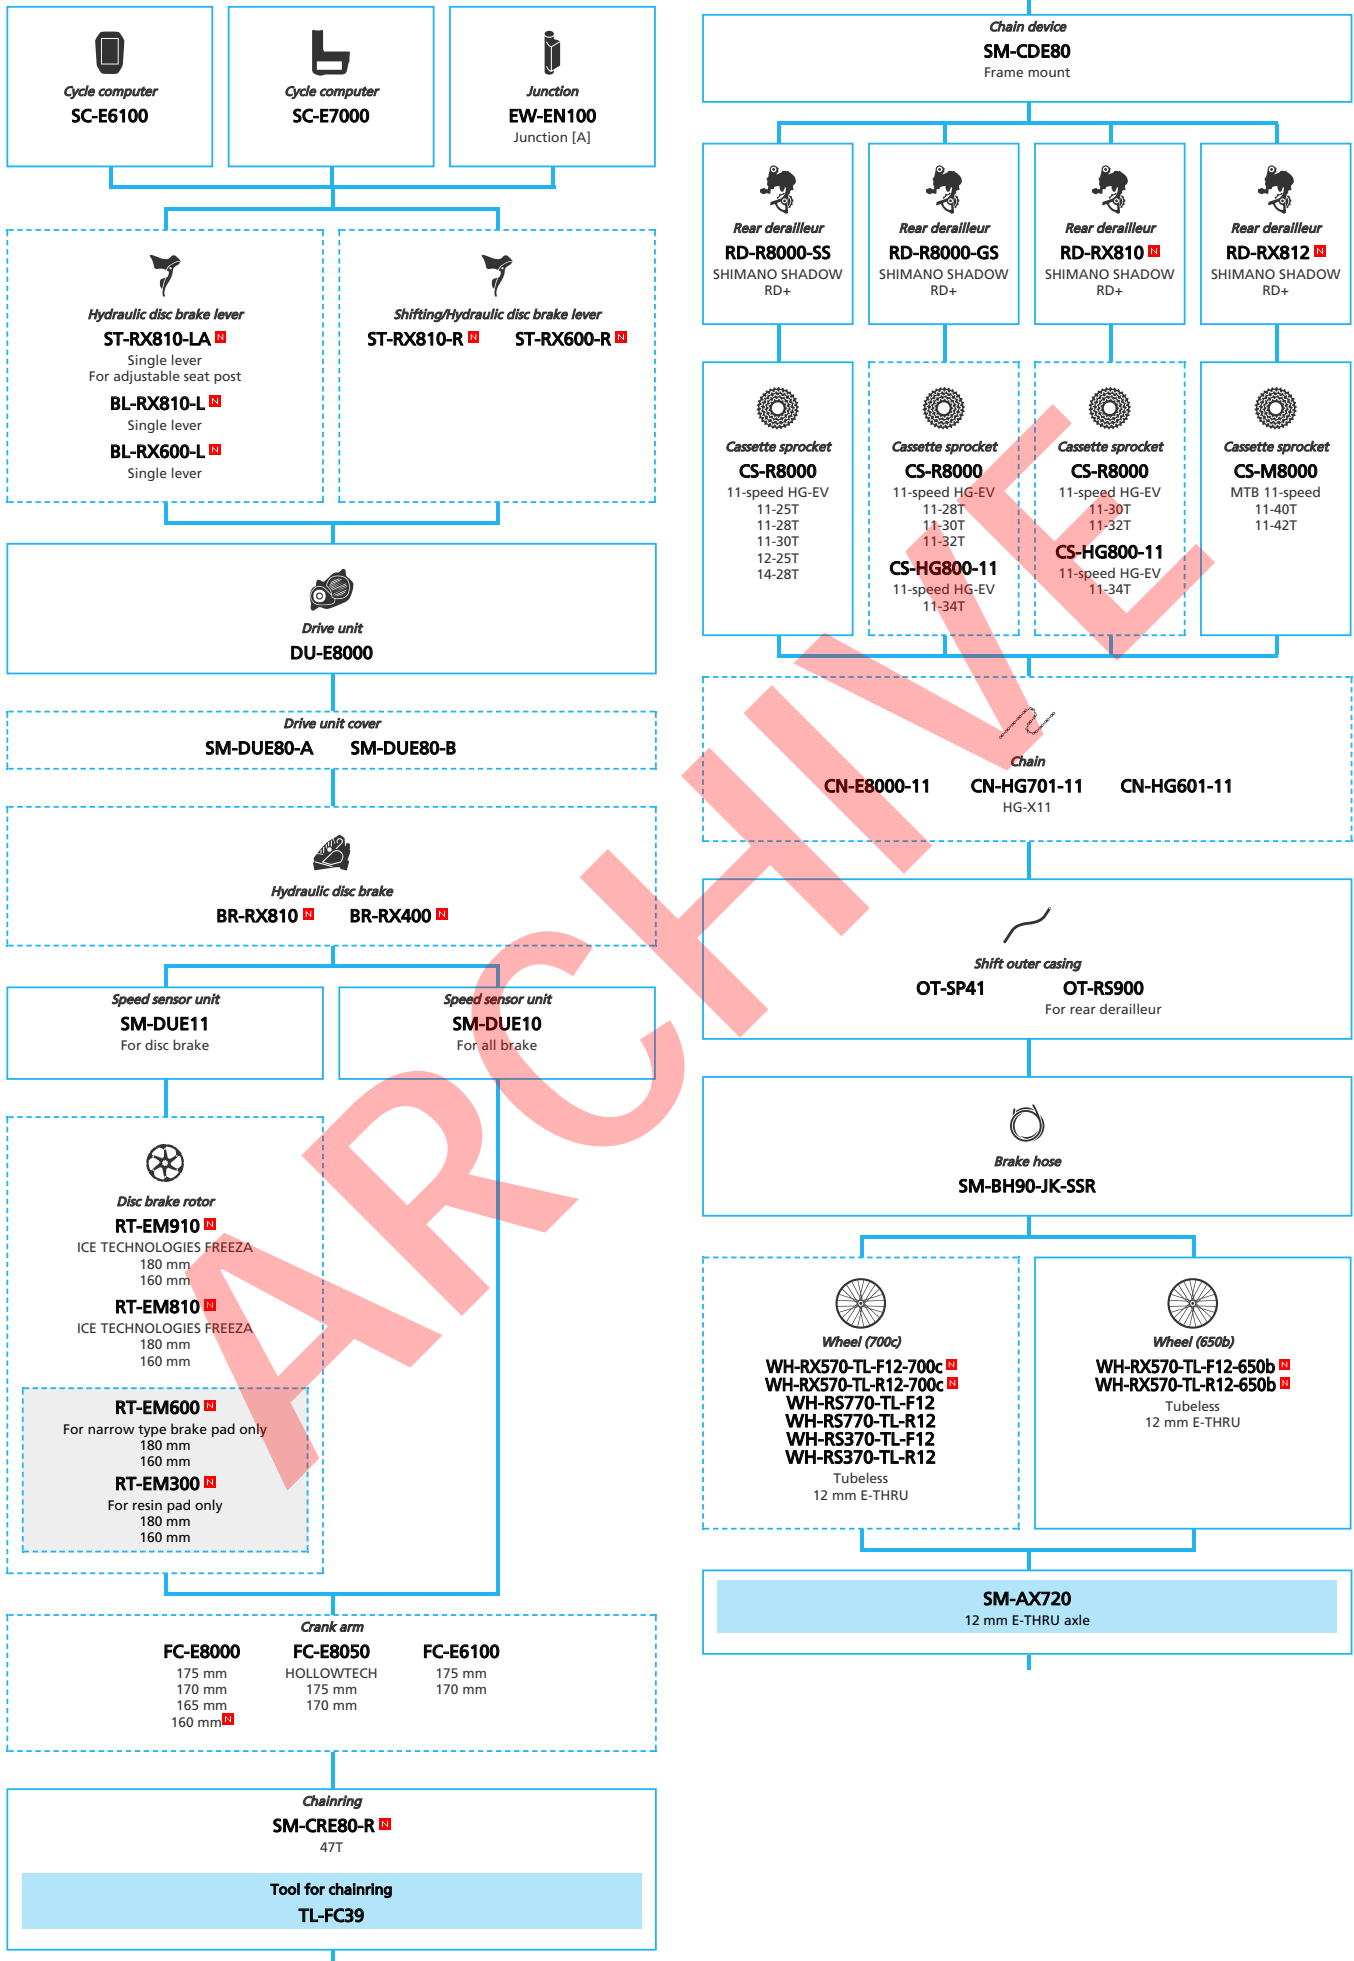 Cycle computer
SC-E6100
Cycle computer
SC-E7000
Junction
EW-EN100
Junction [A]
Hydraulic disc brake lever
ST-RX810-LA N
Single lever
For adjustable seat post
BL-RX810-L N
Single lever
BL-RX600-L N
Single lever
Shifting/Hydraulic disc brake lever
ST-RX810-R N ST-RX600-R N
Drive unit
DU-E8000
Drive unit cover
SM-DUE80-A SM-DUE80-B
Hydraulic disc brake
BR-RX810 N BR-RX400 N
Speed sensor unit
SM-DUE11
For disc brake
Speed sensor unit
SM-DUE10
For all brake
Disc brake rotor
RT-EM910 N
ICE TECHNOLOGIES FREEZA
180 mm
160 mm
RT-EM810 N
ICE TECHNOLOGIES FREEZA
180 mm
160 mm
RT-EM600 N
For narrow type brake pad only
180 mm
160 mm
RT-EM300 N
For resin pad only
180 mm
160 mm
Crank arm
FC-E8000
175 mm
170 mm
165 mm
160 mm N
FC-E8050
HOLLOWTECH
175 mm
170 mm
FC-E6100
175 mm
170 mm
Chainring
SM-CRE80-R N
47T
Tool for chainring
TL-FC39
Chain device
SM-CDE80
Frame mount
Rear derailleur
RD-R8000-SS
SHIMANO SHADOW
RD+
Rear derailleur
RD-R8000-GS
SHIMANO SHADOW
RD+
Rear derailleur
RD-RX810 N
SHIMANO SHADOW
RD+
Rear derailleur
RD-RX812 N
SHIMANO SHADOW
RD+
Cassette sprocket
CS-R8000
11-speed HG-EV
11-25T
11-28T
11-30T
12-25T
14-28T
Cassette sprocket
CS-R8000
11-speed HG-EV
11-28T
11-30T
11-32T
CS-HG800-11
11-speed HG-EV
11-34T
Cassette sprocket
CS-R8000
11-speed HG-EV
11-30T
11-32T
CS-HG800-11
11-speed HG-EV
11-34T
Cassette sprocket
CS-M8000
MTB 11-speed
11-40T
11-42T
Chain
CN-E8000-11 CN-HG701-11 CN-HG601-11
HG-X11
Shift outer casing
OT-SP41 OT-RS900
For rear derailleur
Brake hose
SM-BH90-JK-SSR
Wheel (700c)
WH-RX570-TL-F12-700c N
WH-RX570-TL-R12-700c N
WH-RS770-TL-F12
WH-RS770-TL-R12
WH-RS370-TL-F12
WH-RS370-TL-R12
Tubeless
12 mm E-THRU
Wheel (650b)
WH-RX570-TL-F12-650b N
WH-RX570-TL-R12-650b N
Tubeless
12 mm E-THRU
SM-AX720
12 mm E-THRU axle
ARCHIVE